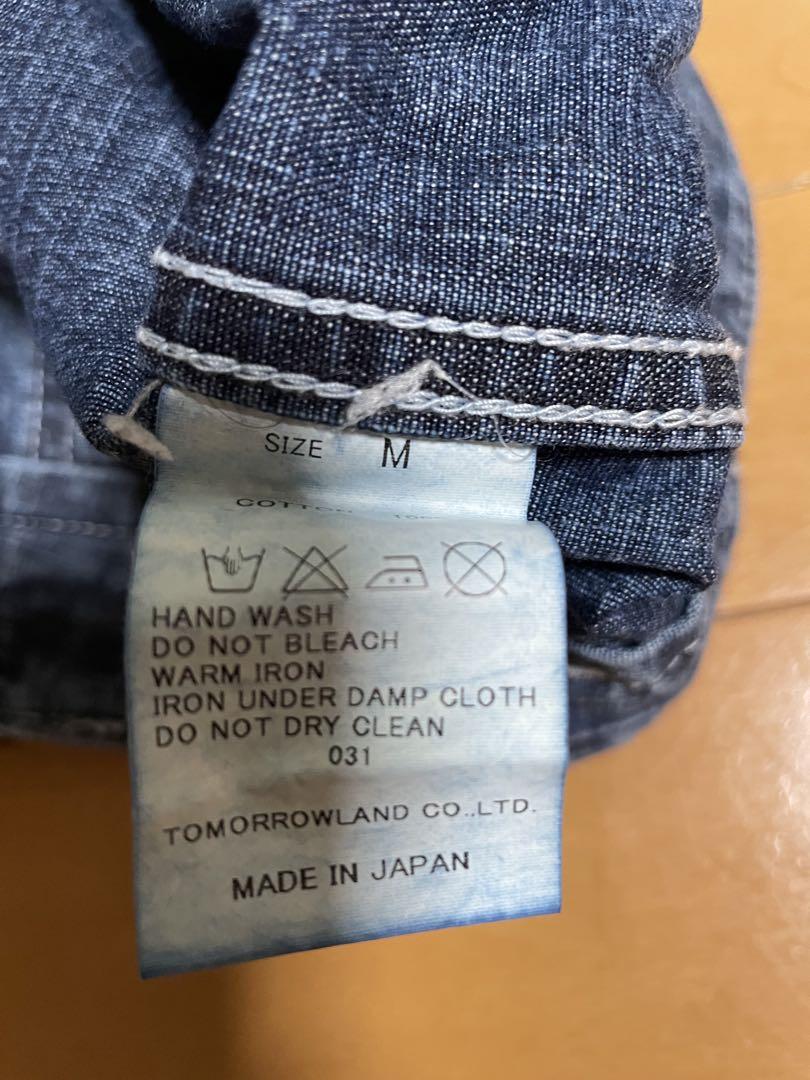 SIZE M
COTTON
HAND WASH
DO NOT BLEACH
WARM IRON
IRON UNDER DAMP CLOTH
DO NOT DRY CLEAN
031
TOMORROWLAND CO.,LTD.
MADE IN JAPAN